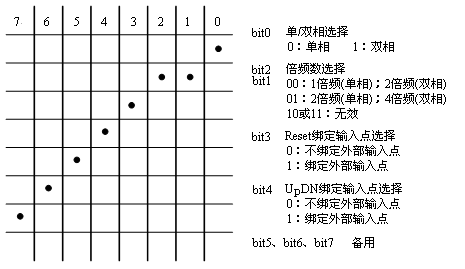 7 6 5 4 3 2 1 0
bit0 单/双相选择
0：单相 1：双相
bit2 倍频数选择
bit1
00：1倍频(单相)；2倍频(双相)
01：2倍频(单相)；4倍频(双相)
10或11：无效
bit3 Reset绑定输入点选择
0：不绑定外部输入点
1：绑定外部输入点
bit4 UpDN绑定输入点选择
0：不绑定外部输入点
1：绑定外部输入点
bit5、bit6、bit7 备用